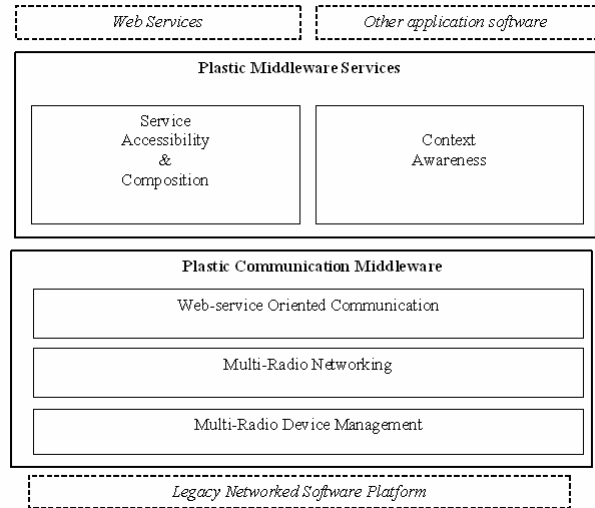 Web Services
Other application software
Plastic Middleware Services
Service
Accessibility
&
Composition
Context
Awareness
Plastic Communication Middleware
Web-service Oriented Communication
Multi-Radio Networking
Multi-Radio Device Management
Legacy Networked Software Platform